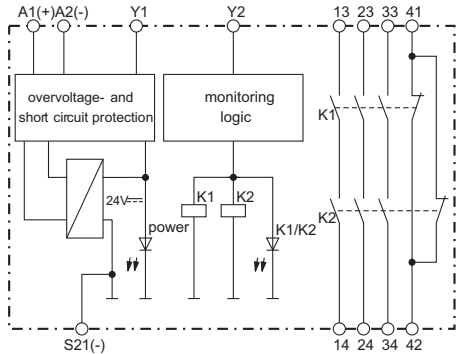 A1(+) A2(-) Y1 Y2 13 23 33 41
overvoltage- and
short circuit protection
monitoring
logic
K1
24V
K1 K2
power
K1/K2
K2
S21(-)
14 24 34 42